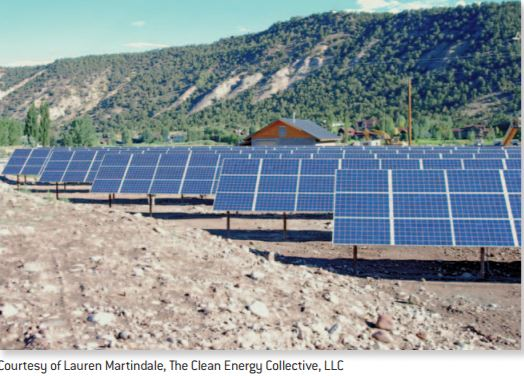 Courtesy of Lauren Martindale, The Clean Energy Collective, LLC